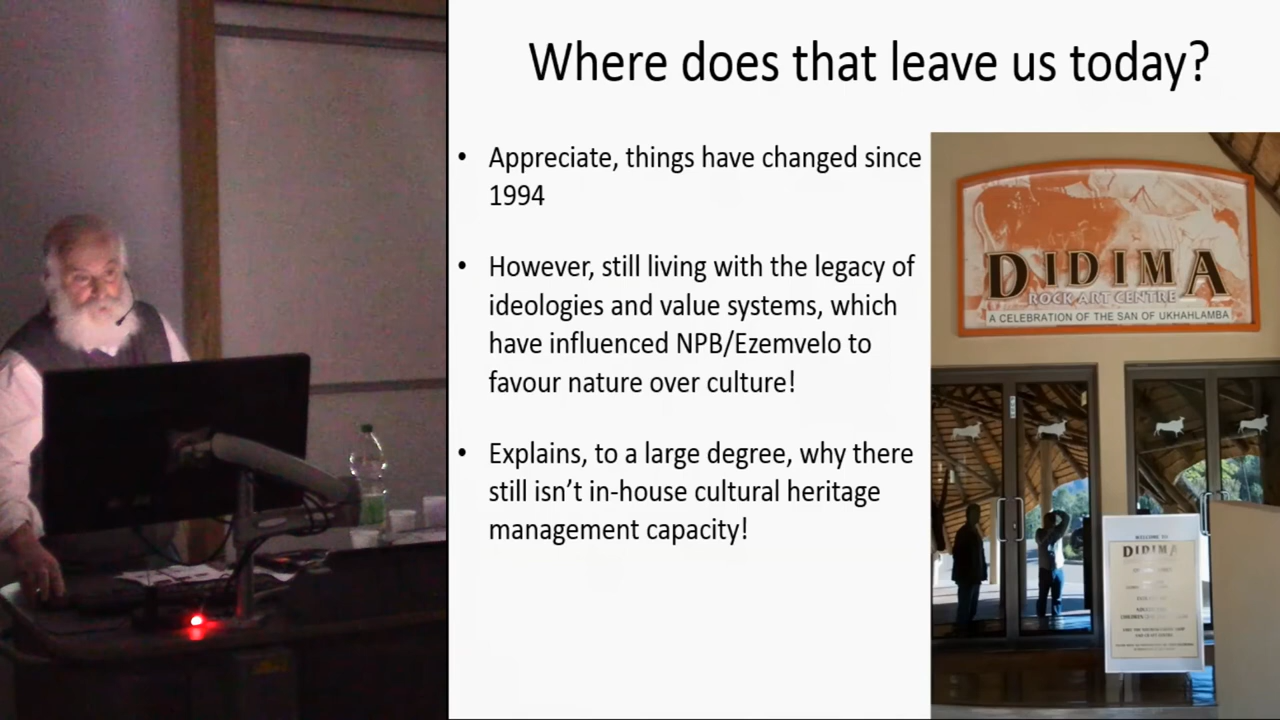 Where does that leave us today?
• Appreciate, things have changed since
1994
• However, still living with the legacy of
ideologies and value systems, which
have influenced NPB/Ezemvelo to
favour nature over culture!
• Explains, to a large degree, why there
still isn't in-house cultural heritage
management capacity!
DIDIMA
ROCK ART CENTRE
A CELEBRATION OF THE SAN OF UKHAHLAMBA
WELCOME TO
DIDIMA